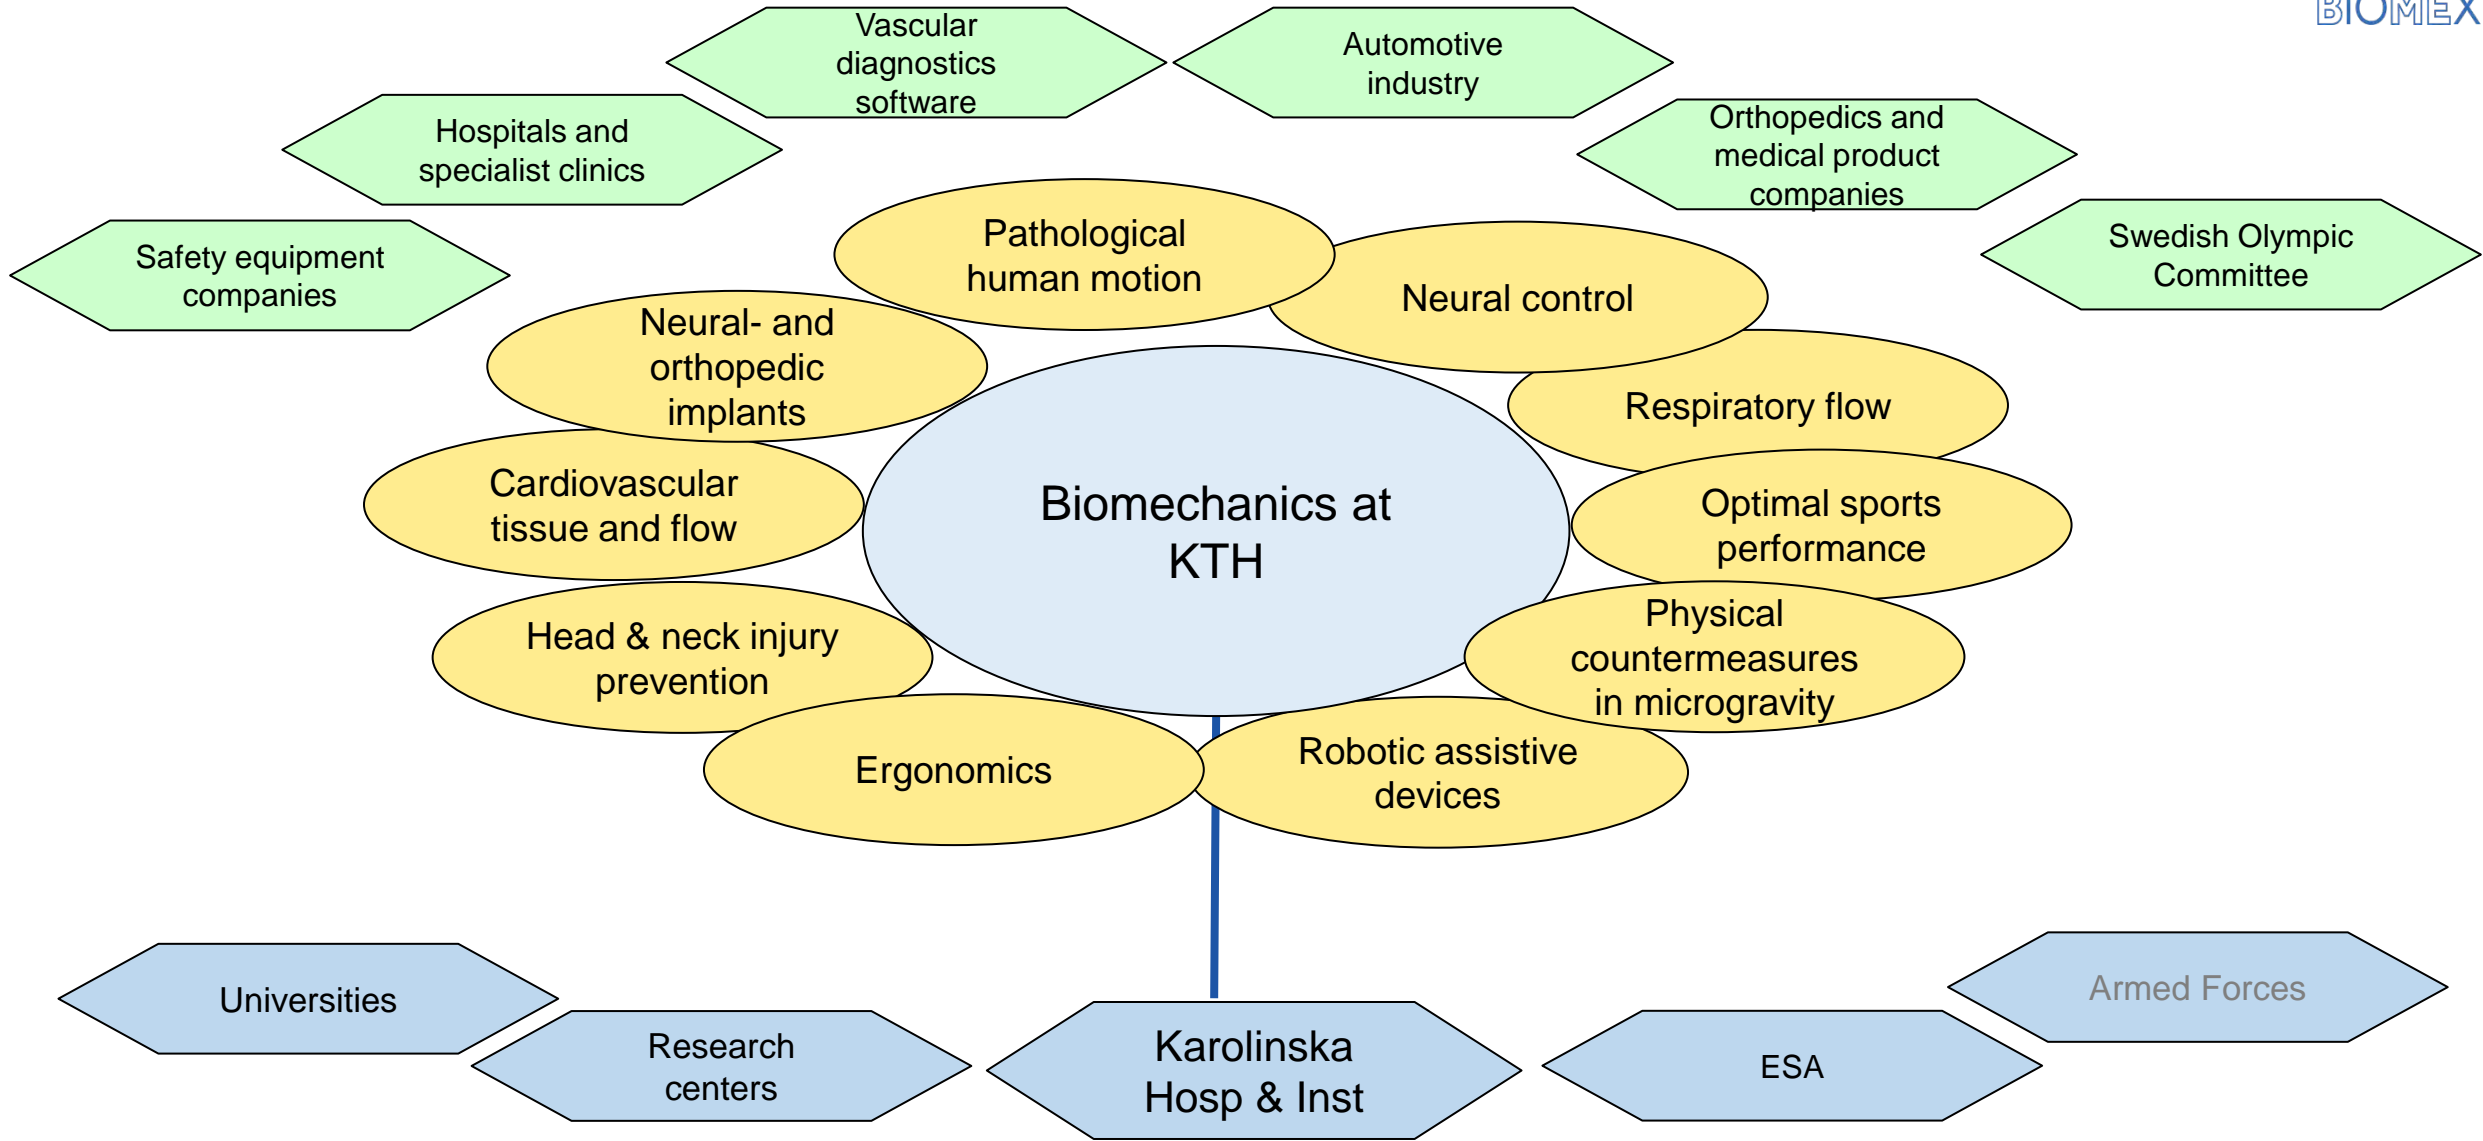 BIOMEX
Vascular
diagnostics
software
Automotive
industry
Hospitals and
specialist clinics
Orthopedics and
medical product
companies
Safety equipment
companies
Swedish Olympic
Committee
Pathological
human motion
Neural control
Neural- and
orthopedic
implants
Respiratory flow
Cardiovascular
tissue and flow
Biomechanics at
KTH
Optimal sports
performance
Head & neck injury
prevention
Physical
countermeasures
in microgravity
Ergonomics
Robotic assistive
devices
Universities
Research
centers
Karolinska
Hosp & Inst
ESA
Armed Forces